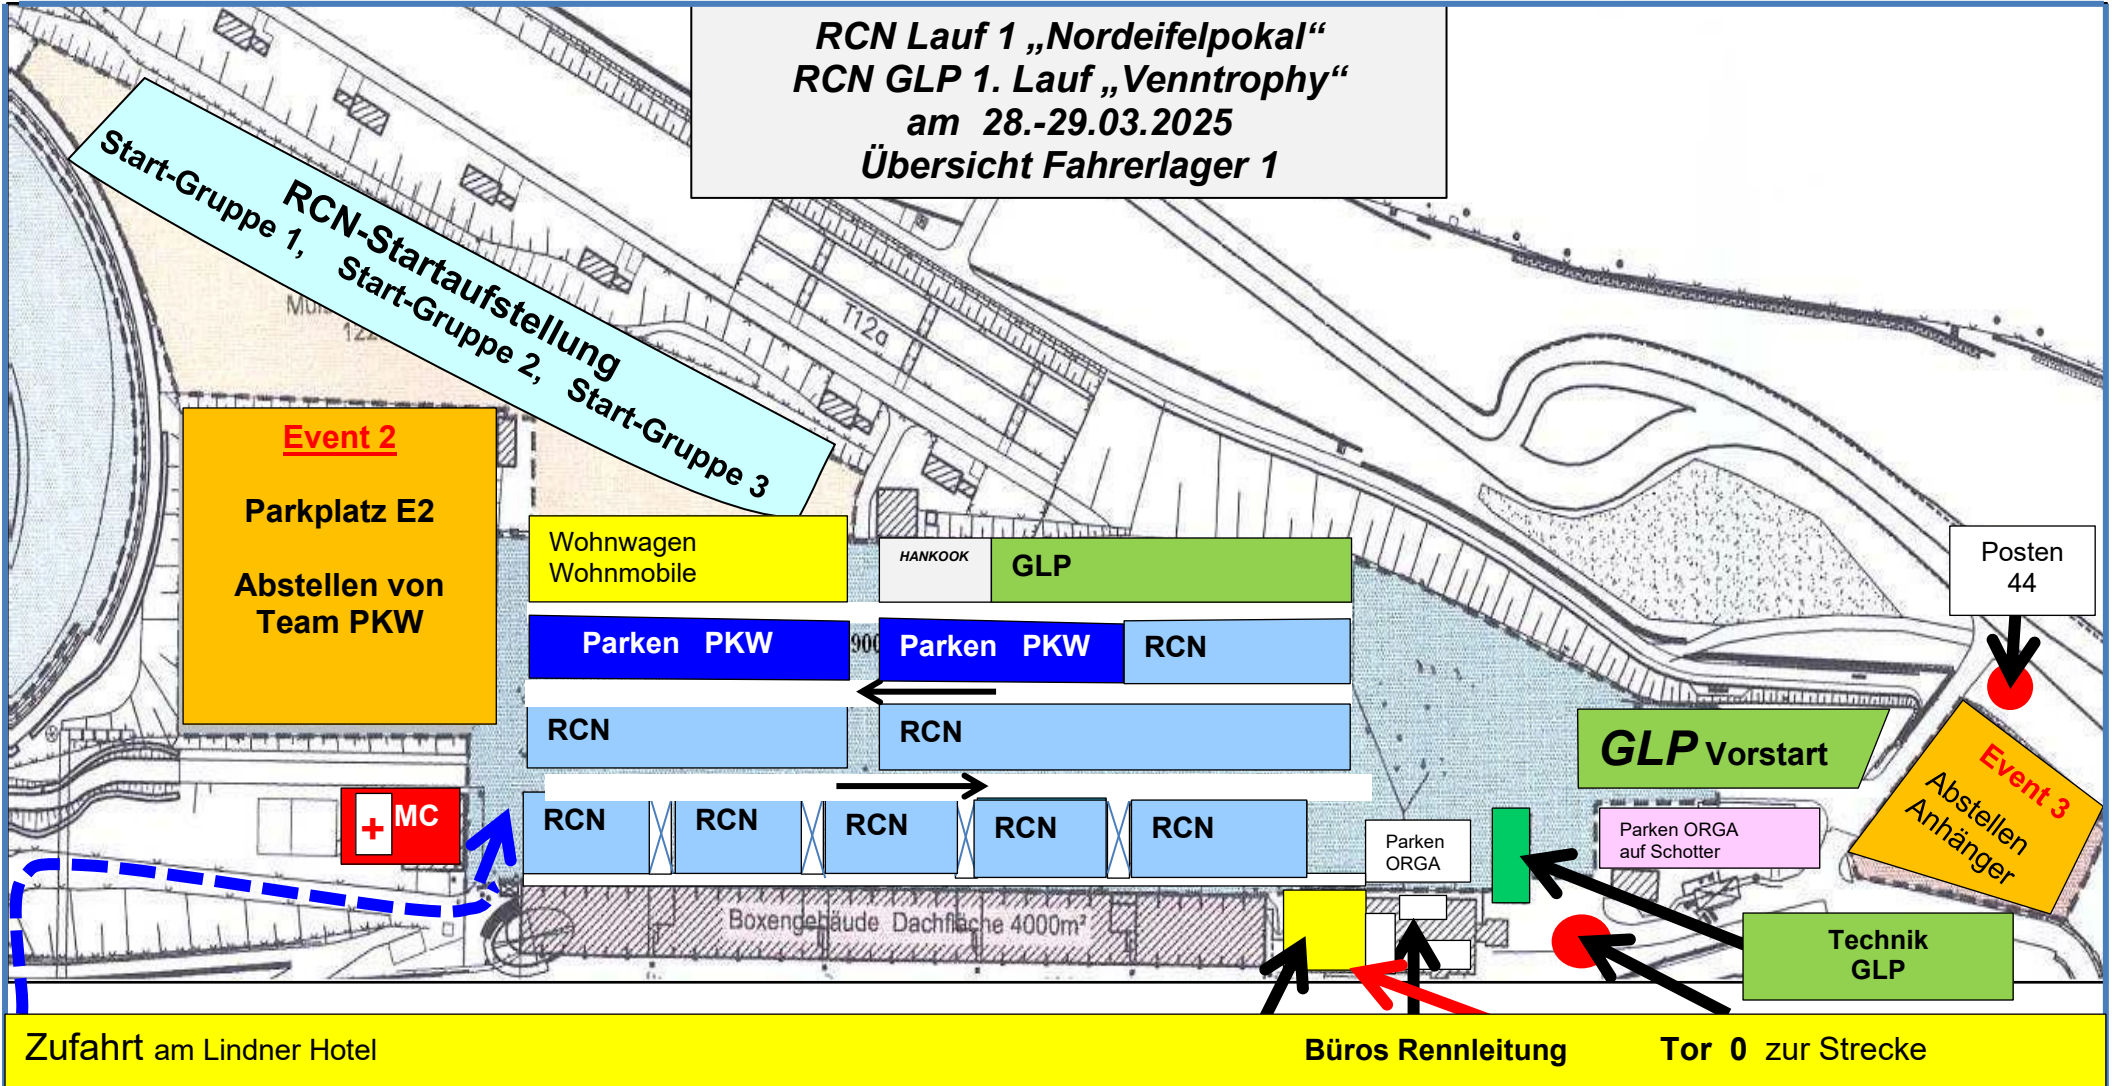 RCN Lauf 1 „Nordeifelpokal“
RCN GLP 1. Lauf „Venntrophy“
am 28.-29.03.2025
Übersicht Fahrerlager 1
RCN-Startaufstellung
Start-Gruppe 1, Start-Gruppe 2, Start-Gruppe 3
T12a
Event 2
Parkplatz E2
Abstellen von
Team PKW
Wohnwagen
Wohnmobile
HANKOOK
GLP
Posten
44
Parken PKW
900
Parken PKW
RCN
RCN
RCN
GLP Vorstart
Event 3
Abstellen
Anhänger
+ MC
RCN
RCN
RCN
RCN
RCN
Parken
ORGA
Parken ORGA
auf Schotter
Boxengebäude Dachfläche 4000m²
Technik
GLP
Zufahrt am Lindner Hotel
Büros Rennleitung
Tor 0 zur Strecke